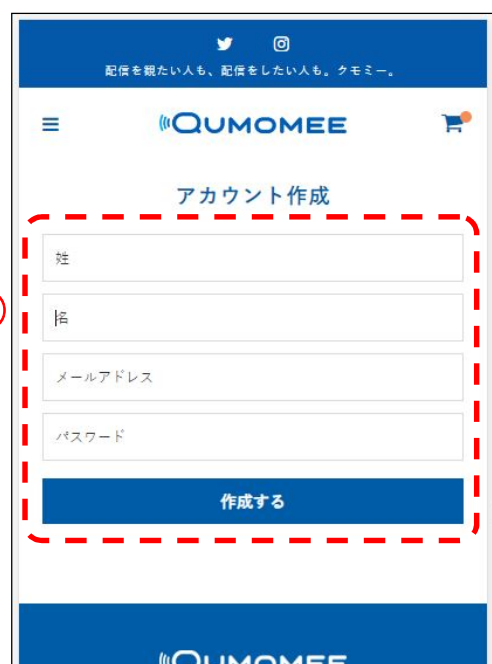 配信を観たい人も、配信をしたい人も。クモミー。
QUMOMEE
アカウント作成
姓
名
メールアドレス
パスワード
作成する
QUMOMEE